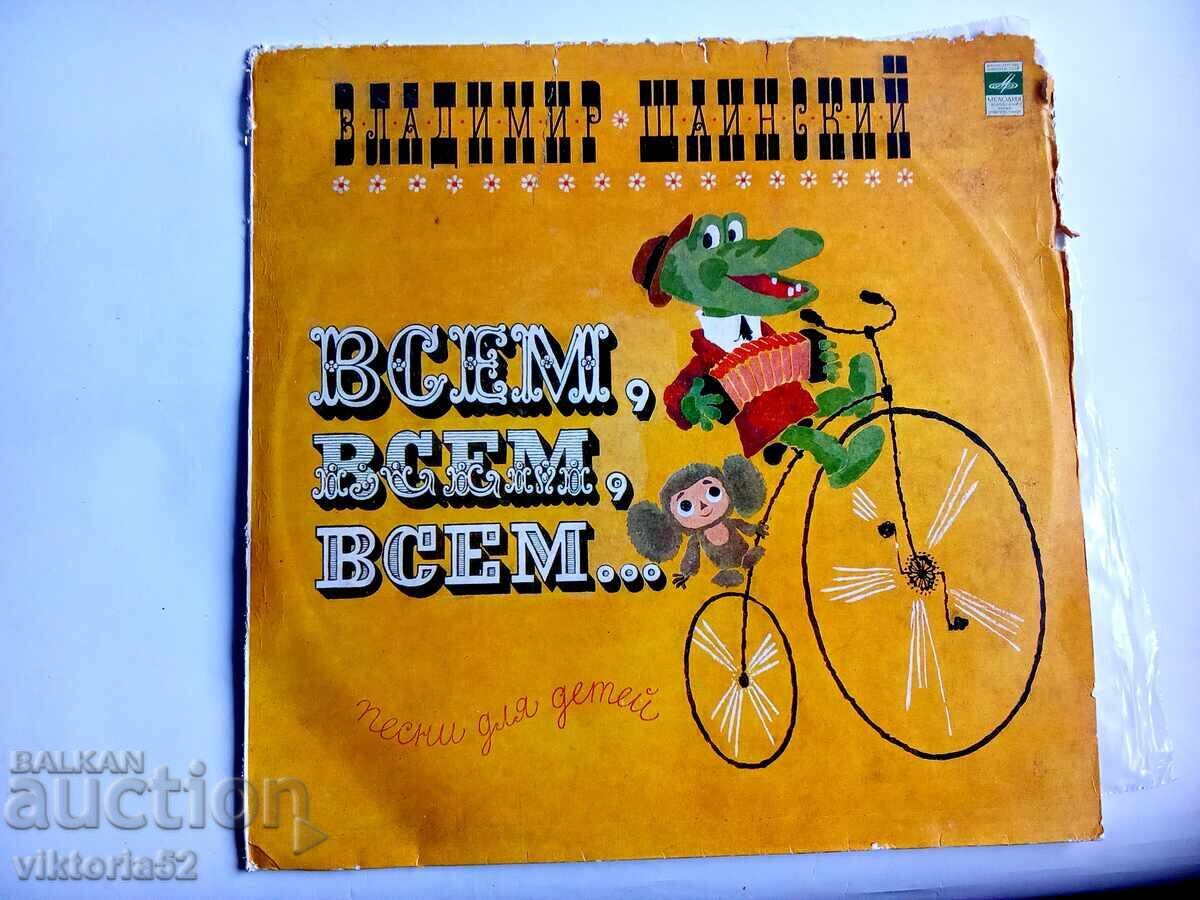 ВЛАДИМИР ШАИНСКИЙ
МЕЛОДИЯ
ВСЕМ,
ВСЕМ,
ВСЕМ...
песни для детей
BALKAN
auction
viktoria52